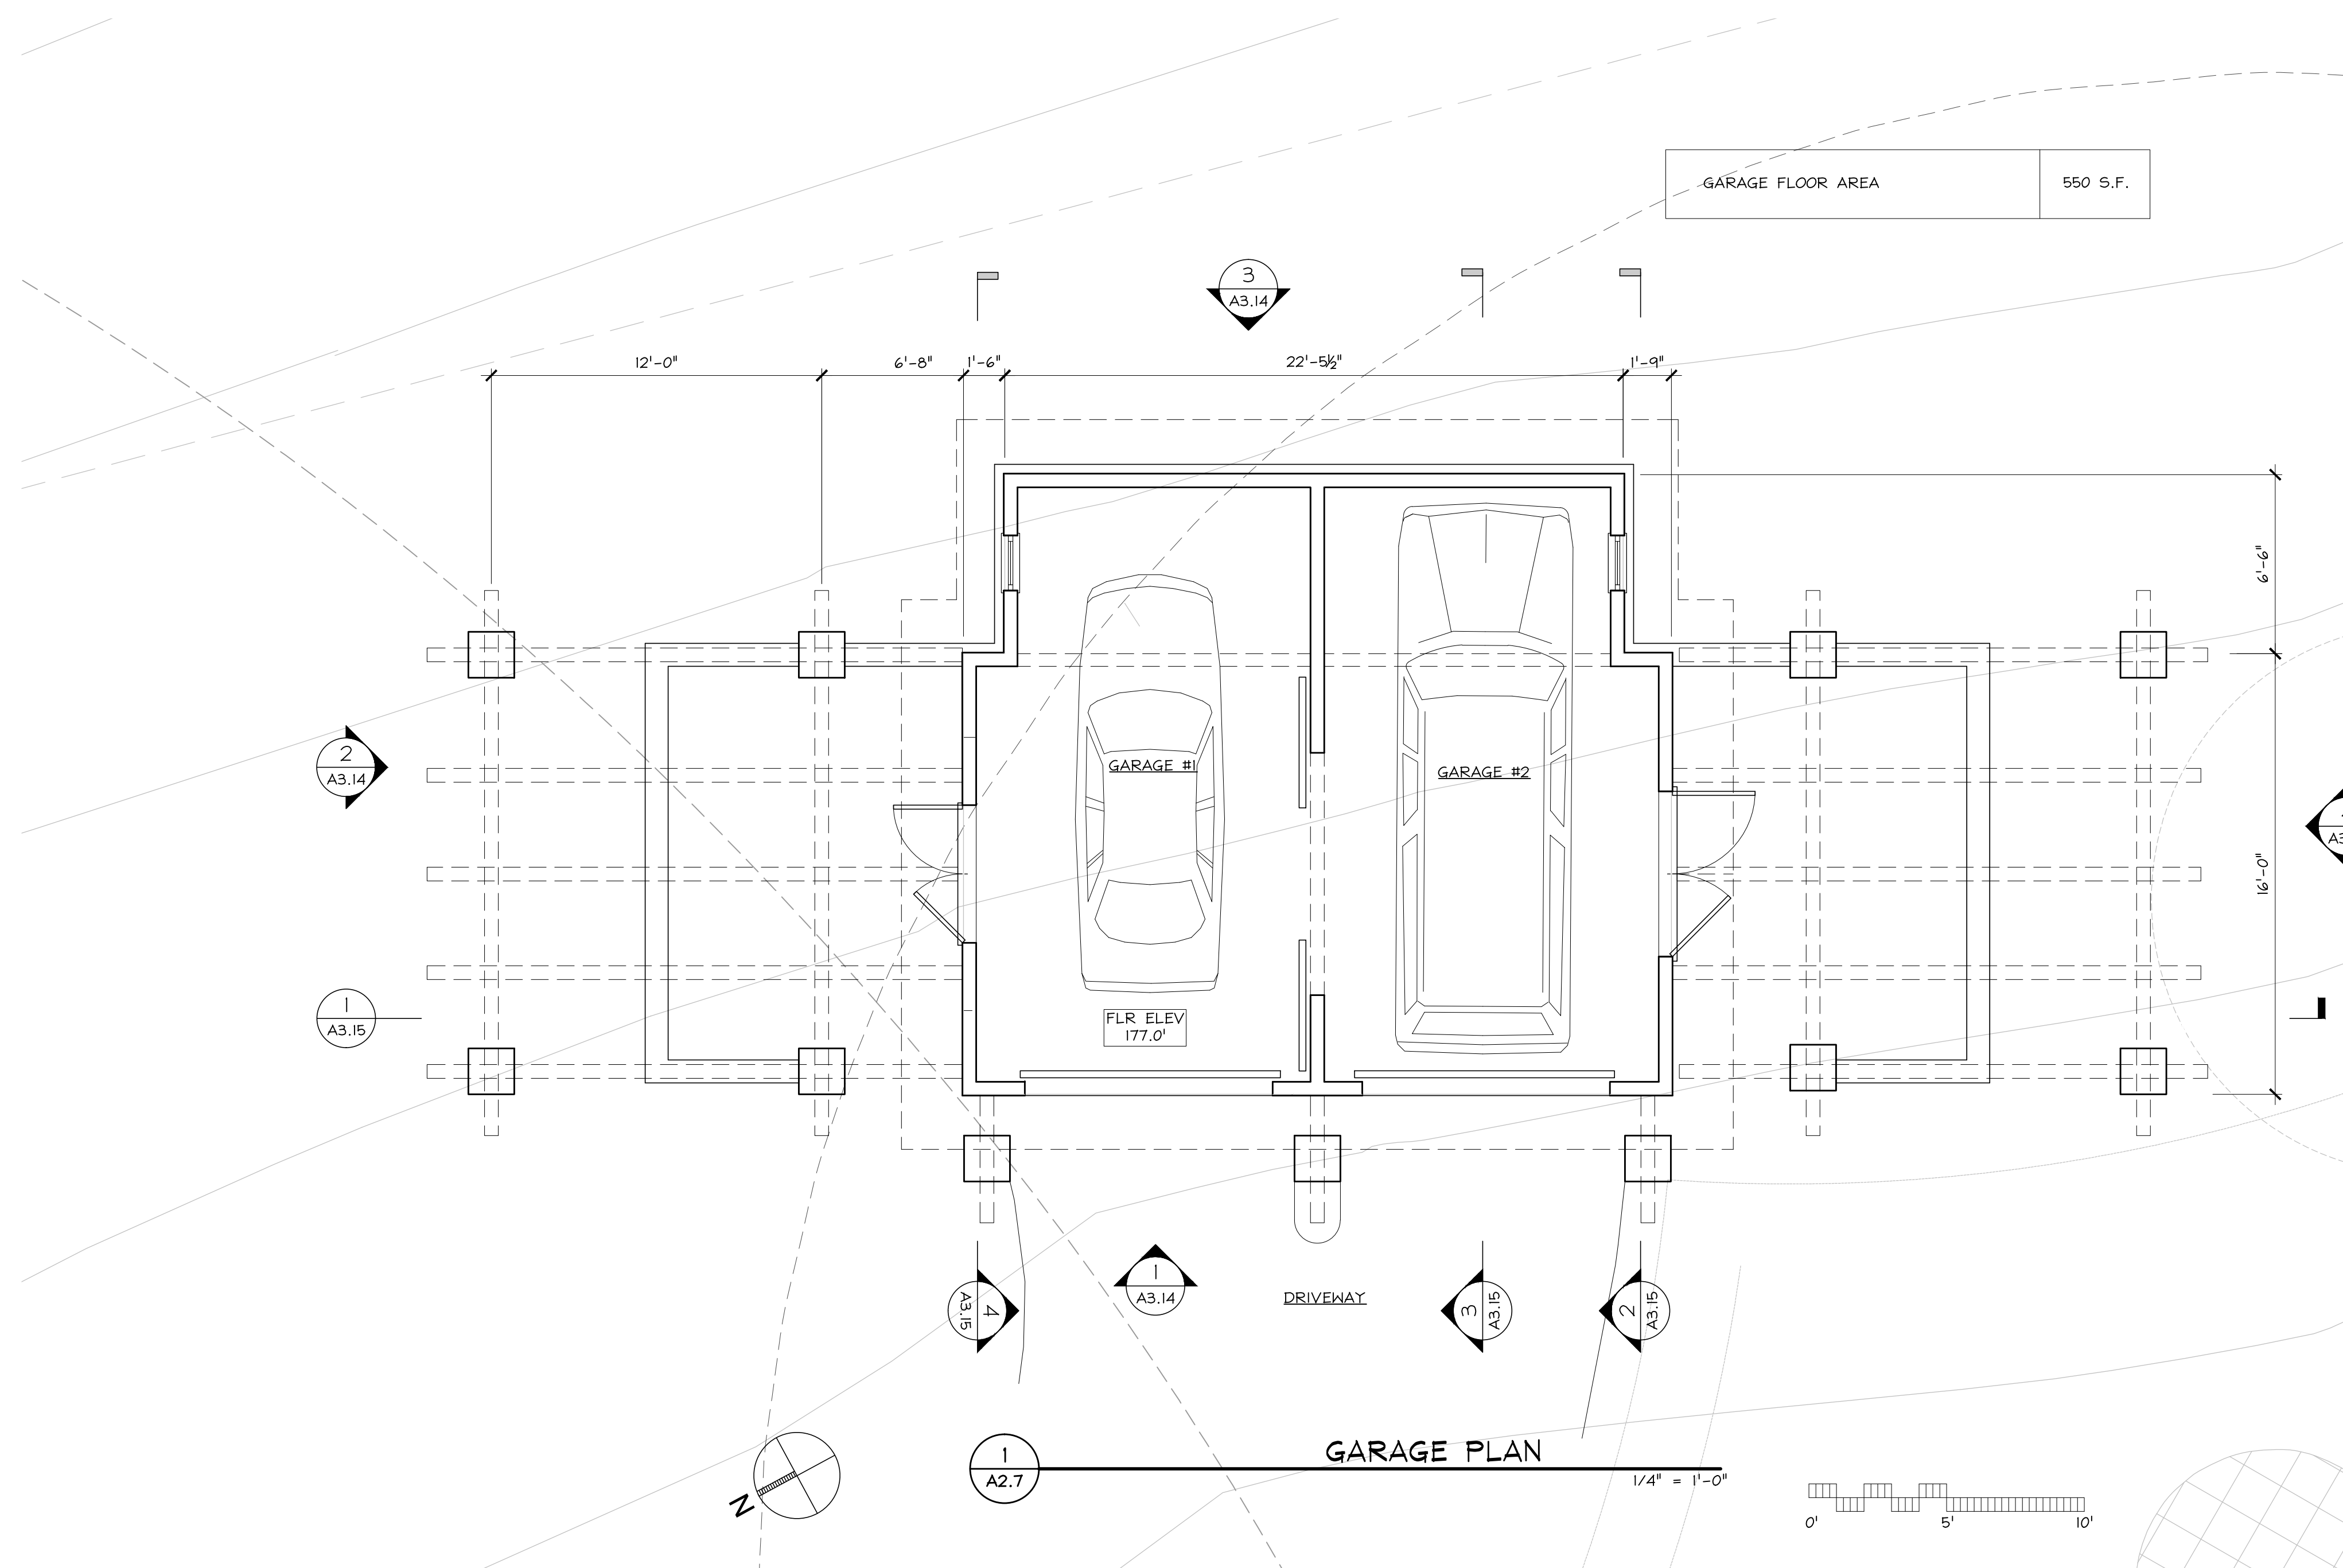 GARAGE FLOOR AREA 550 S.F.
3
A3.14
12'-0" 6'-8" 1'-6" 22'-5½" 1'-9"
6'-9"
2
A3.14
GARAGE #1
GARAGE #2
16'-0"
1
A3.15
FLR ELEV
177.0'
4
A3.15
1
A3.14
DRIVEWAY
3
A3.15
2
A3.15
N
1
A2.7
GARAGE PLAN
1/4" = 1'-0"
0' 5' 10'